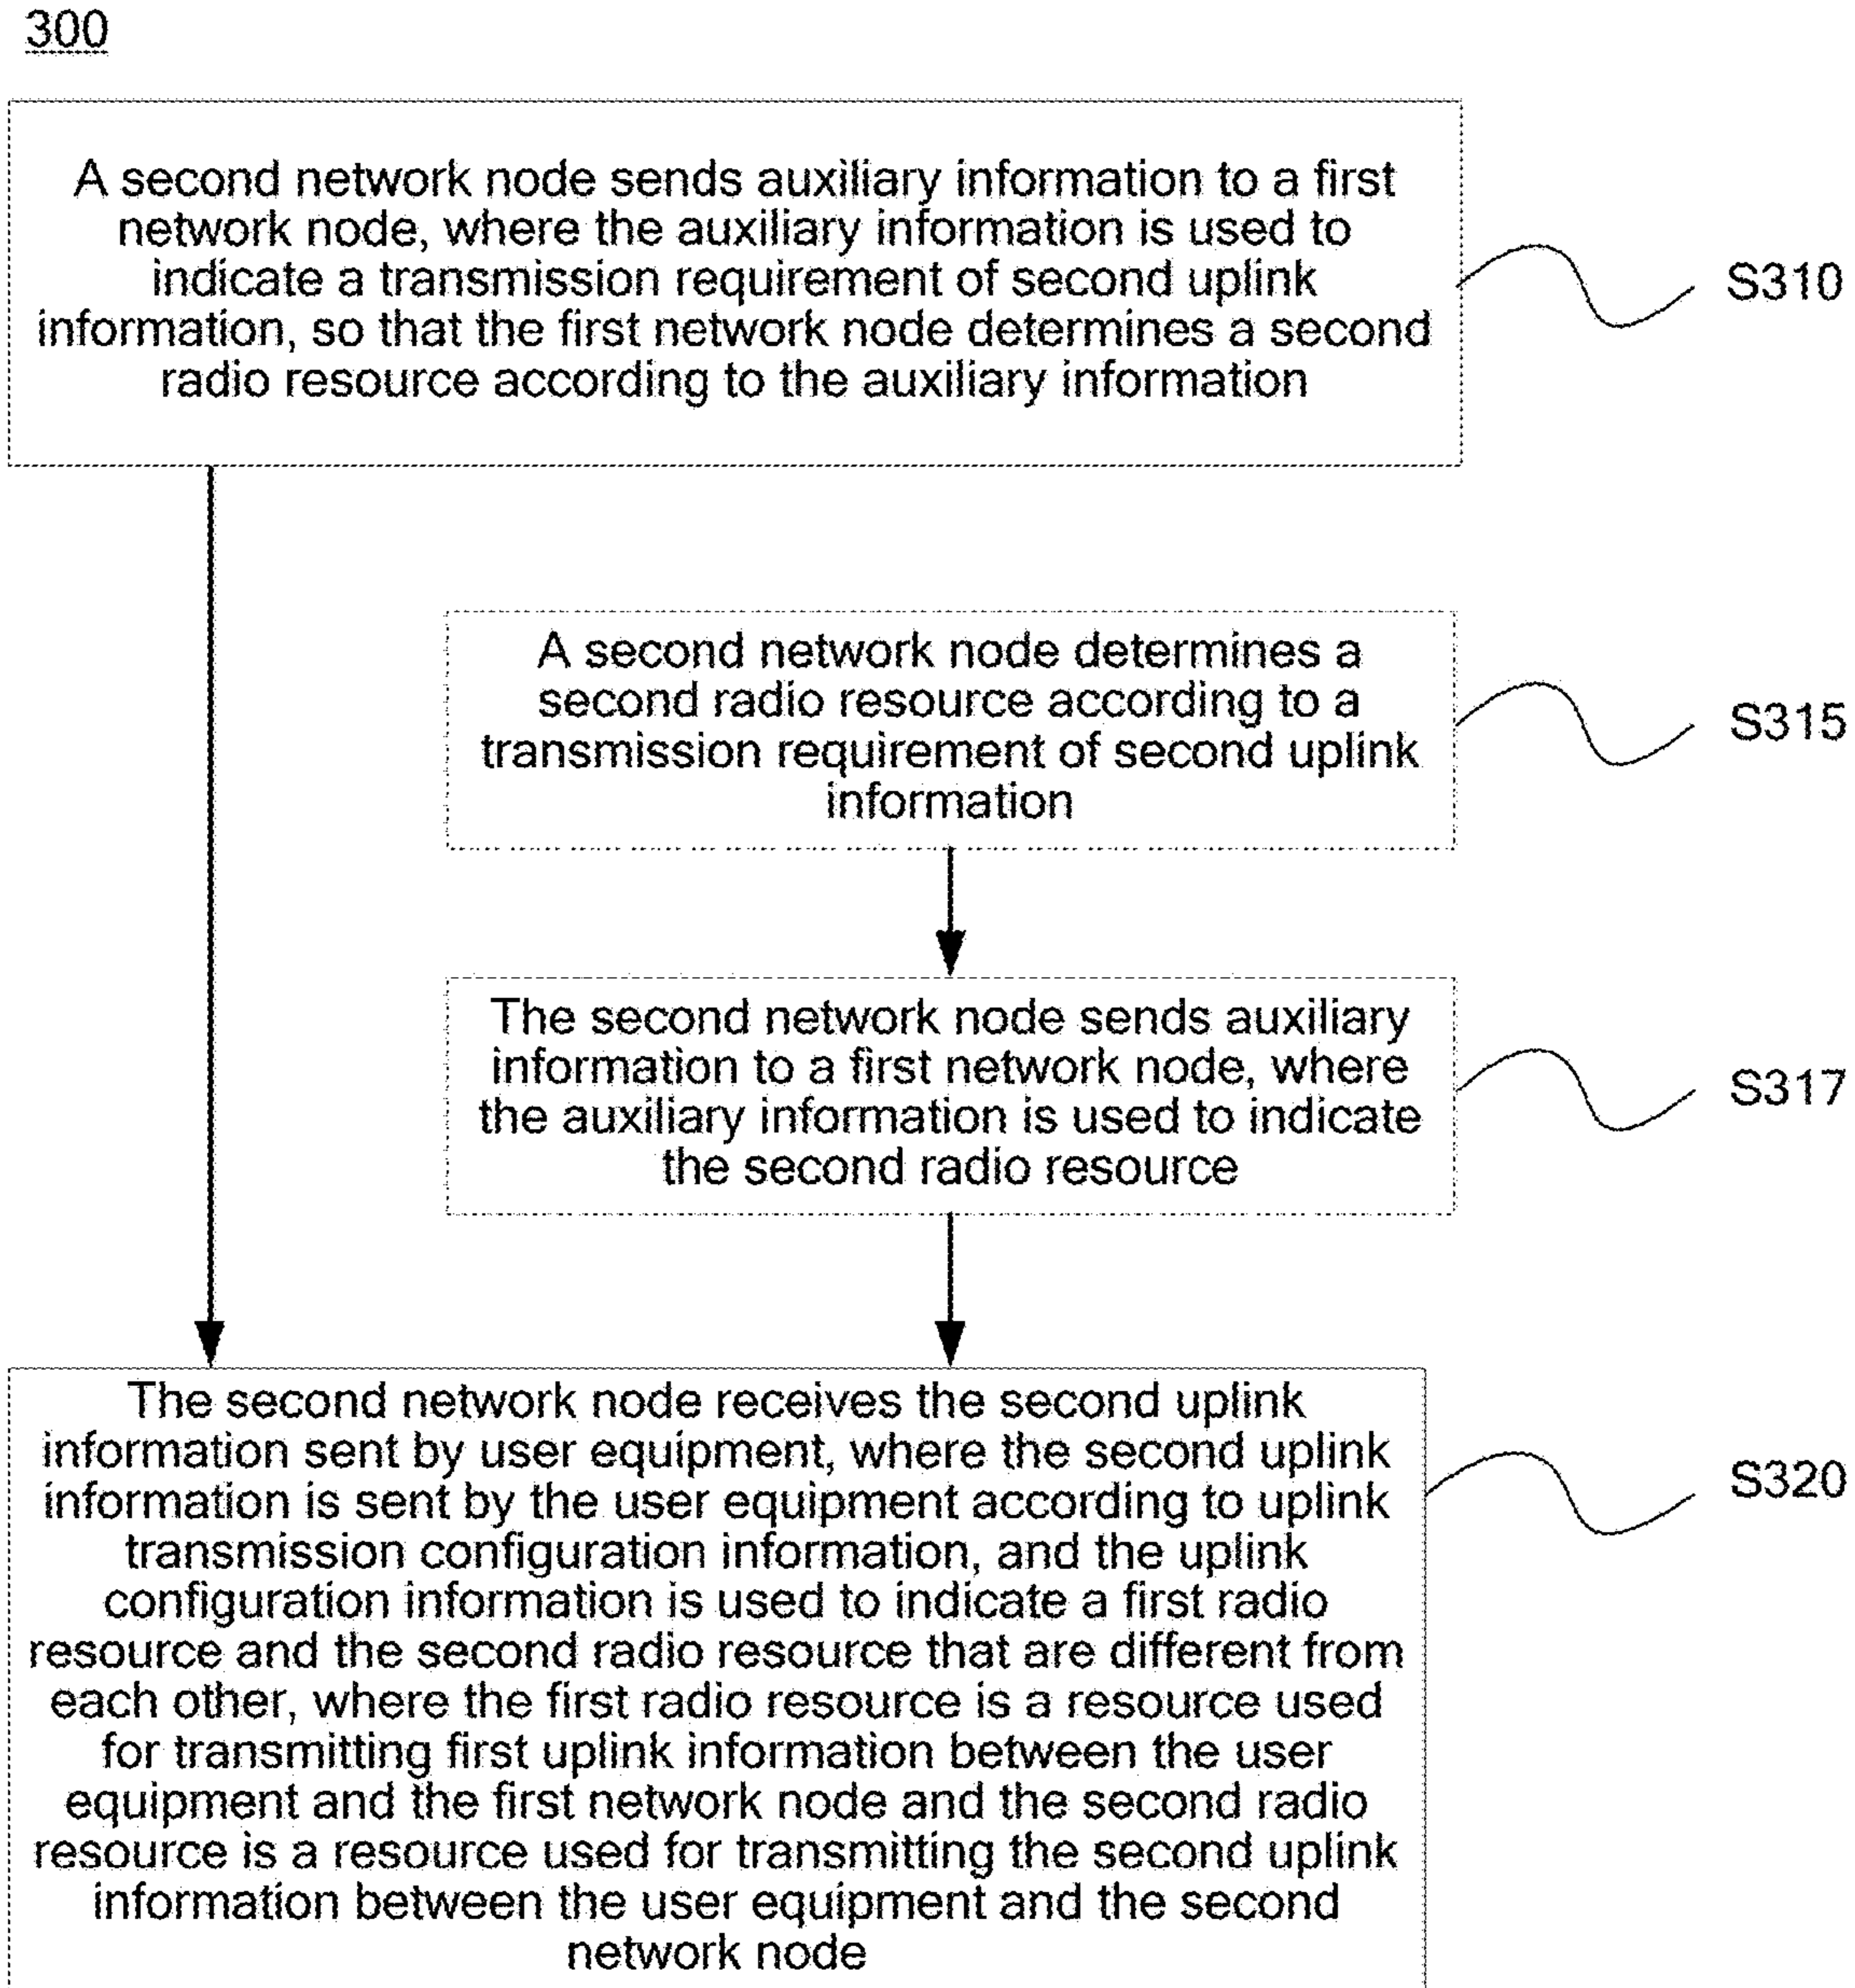 300
A second network node sends auxiliary information to a first
network node, where the auxiliary information is used to
indicate a transmission requirement of second uplink
information, so that the first network node determines a second
radio resource according to the auxiliary information
S310
A second network node determines a
second radio resource according to a
transmission requirement of second uplink
information
S315
The second network node sends auxiliary
information to a first network node, where
the auxiliary information is used to indicate
the second radio resource
S317
The second network node receives the second uplink
information sent by user equipment, where the second uplink
information is sent by the user equipment according to uplink
transmission configuration information, and the uplink
configuration information is used to indicate a first radio
resource and the second radio resource that are different from
each other, where the first radio resource is a resource used
for transmitting first uplink information between the user
equipment and the first network node and the second radio
resource is a resource used for transmitting the second uplink
information between the user equipment and the second
network node
S320